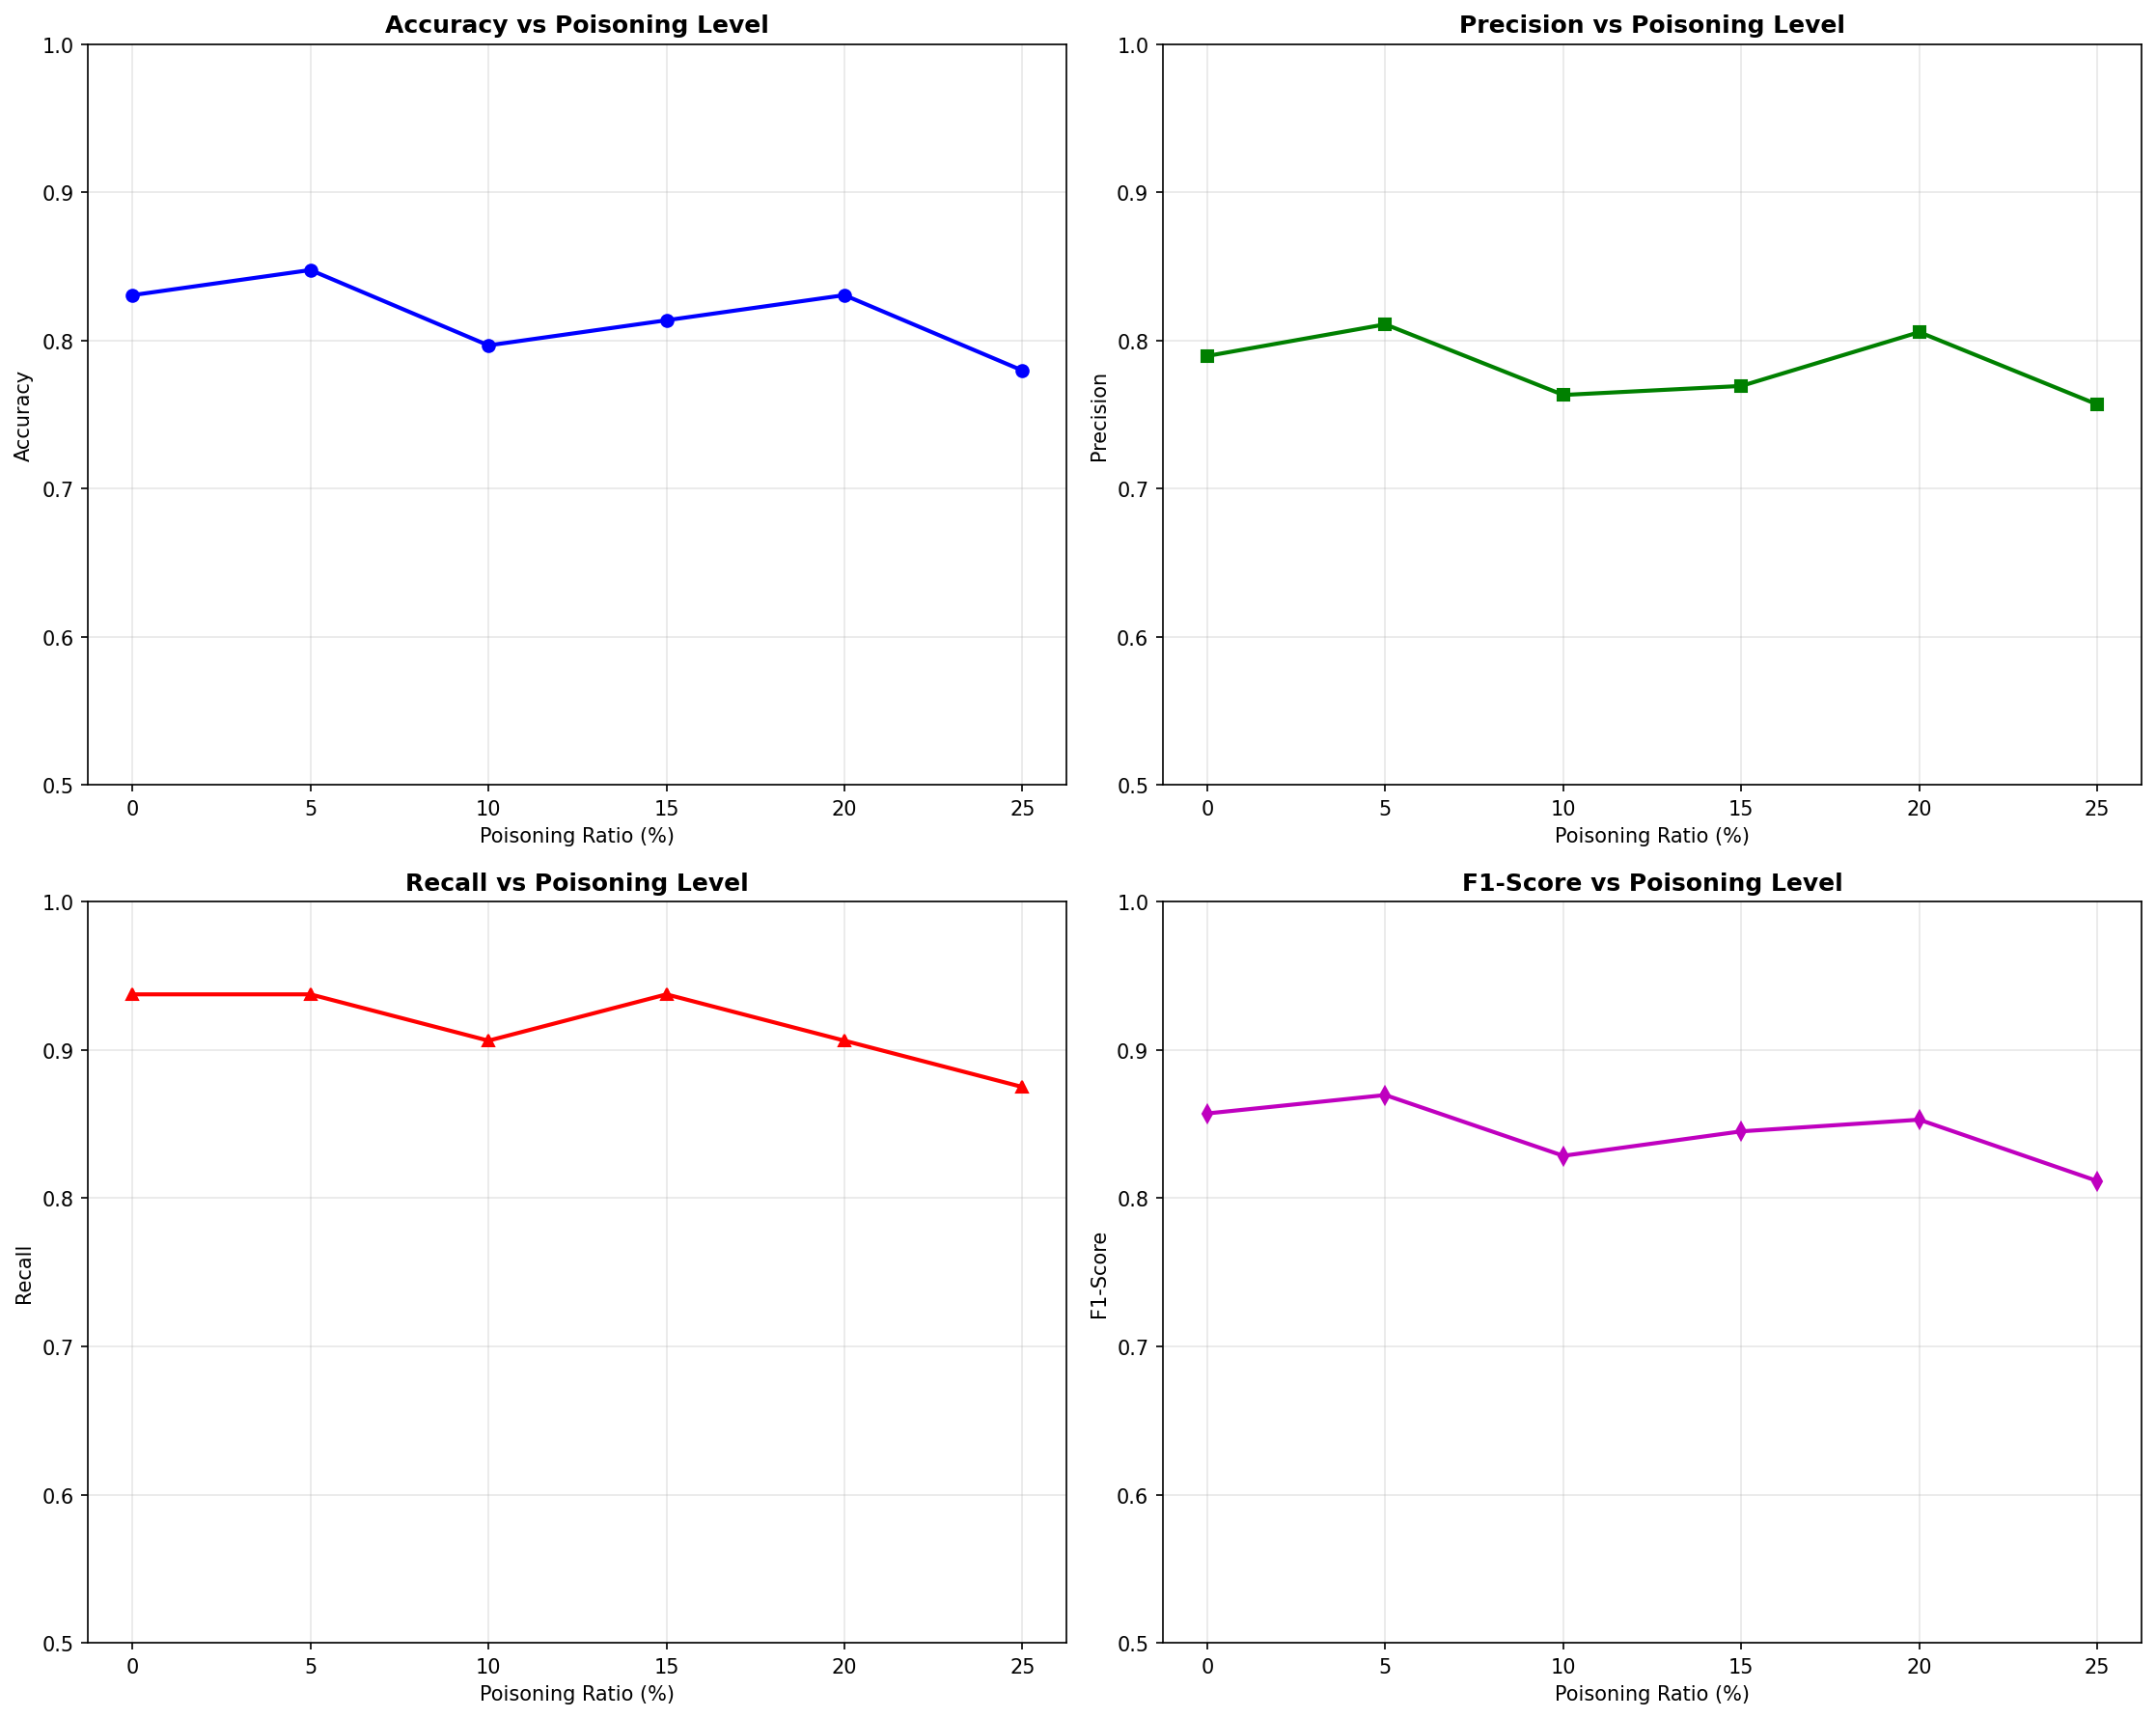 Accuracy vs Poisoning Level
1.0
0.9
0.8
0.7
0.6
0.5
Accuracy
0 5 10 15 20 25
Poisoning Ratio (%)
Precision vs Poisoning Level
1.0
0.9
0.8
0.7
0.6
0.5
Precision
0 5 10 15 20 25
Poisoning Ratio (%)
Recall vs Poisoning Level
1.0
0.9
0.8
0.7
0.6
0.5
Recall
0 5 10 15 20 25
Poisoning Ratio (%)
F1-Score vs Poisoning Level
1.0
0.9
0.8
0.7
0.6
0.5
F1-Score
0 5 10 15 20 25
Poisoning Ratio (%)